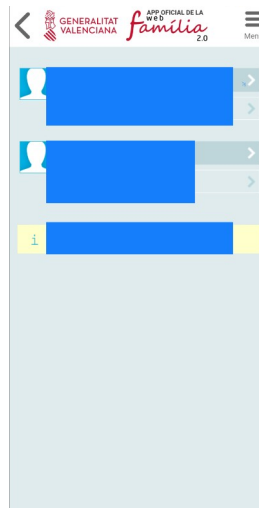 GENERALITAT
VALENCIANA
APP OFICIAL DE LA
web
família
2.0
Men
i